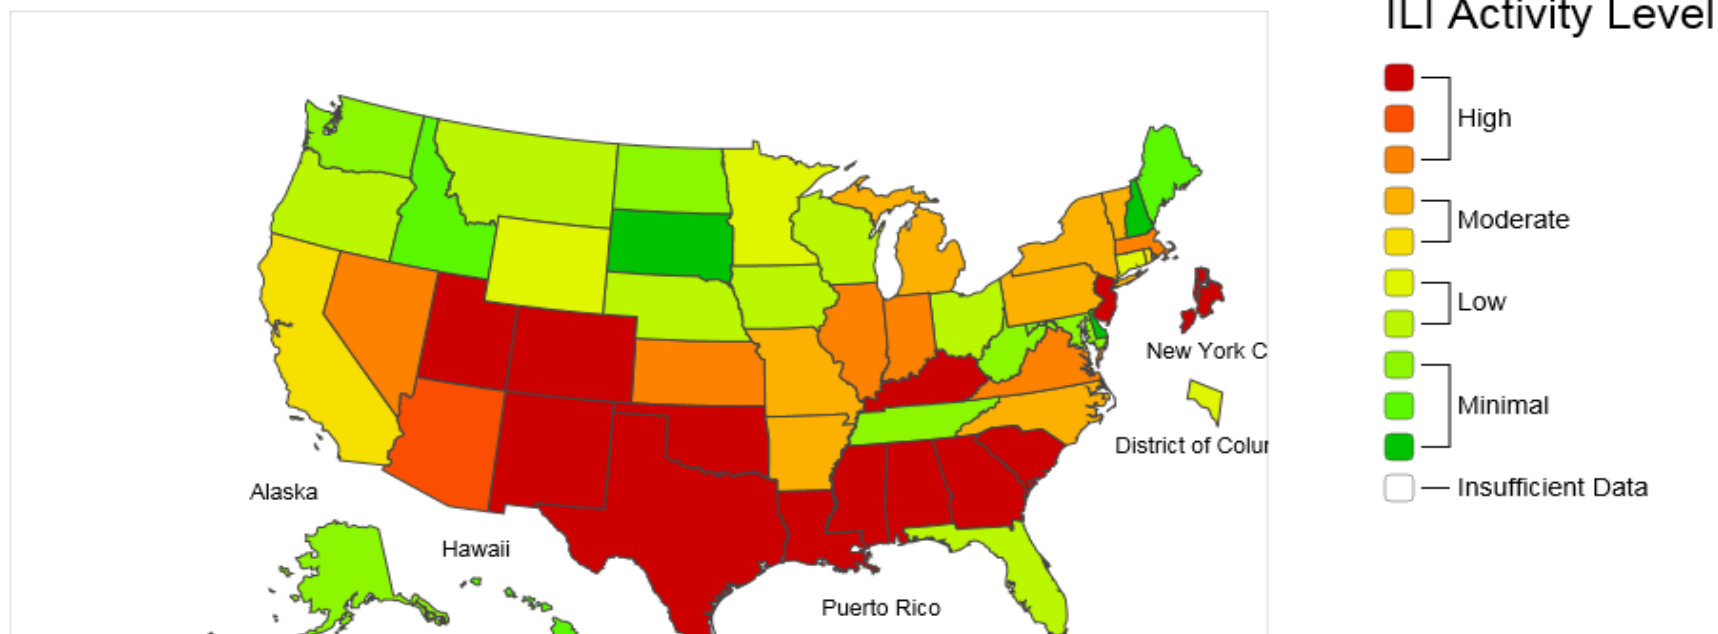 ILI Activity Level
High
Moderate
New York C
Low
Minimal
District of Colu
Insufficient Data
Alaska
Hawaii
Puerto Rico